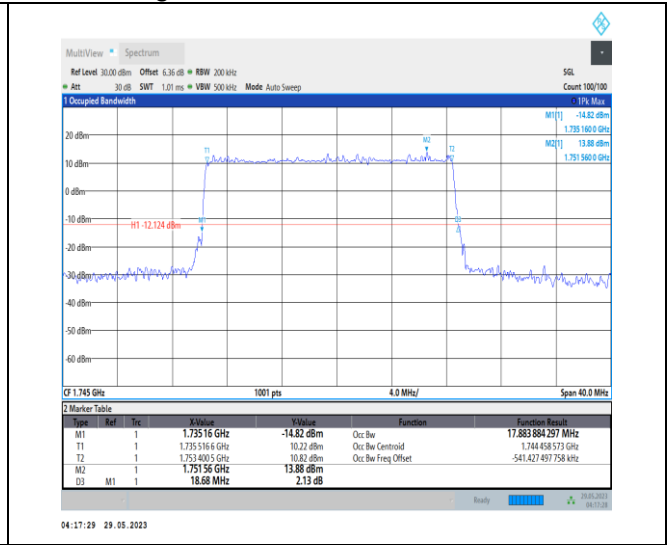 MultiView Spectrum
Ref Level 30.00 dBm Offset 6.36 dB RBW 200 kHz SGL
Att 30 dB SWT 1.01 ms VBW 500 kHz Mode Auto Sweep Count 100/100
1 Occupied Bandwidth 1Pk Max
M1[1] -14.82 dBm
1.735 160 0 GHz
M2[1] 13.88 dBm
1.751 560 0 GHz
20 dBm
M2
T1
T2
10 dBm
0 dBm
-10 dBm
M1
D3
H1 -12.124 dBm
-20 dBm
-30 dBm
-40 dBm
-50 dBm
-60 dBm
CF 1.745 GHz 1001 pts 4.0 MHz/ Span 40.0 MHz
2 Marker Table
Type Ref Trc X-Value Y-Value Function Function Result
M1 1 1.735 16 GHz -14.82 dBm Occ Bw 17.883 884 297 MHz
T1 1 1.735 516 6 GHz 10.22 dBm Occ Bw Centroid 1.744 458 573 GHz
T2 1 1.753 400 5 GHz 10.82 dBm Occ Bw Freq Offset -541.427 497 758 kHz
M2 1 1.751 56 GHz 13.88 dBm
D3 M1 1 18.68 MHz 2.13 dB
Ready 29.05.2023
04:17:28
04:17:29 29.05.2023